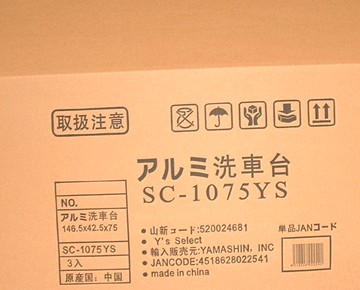 取扱注意
アルミ洗車台
SC-1075YS
NO.
アルミ洗車台
146.5x42.5x75
SC-1075YS
3入
原産国：中国
● 山新コード:520024681
● Y's Select
● 輸入販売元:YAMASHIN, INC
● JANCODE:4518628022541
● made in china
単品JANコード